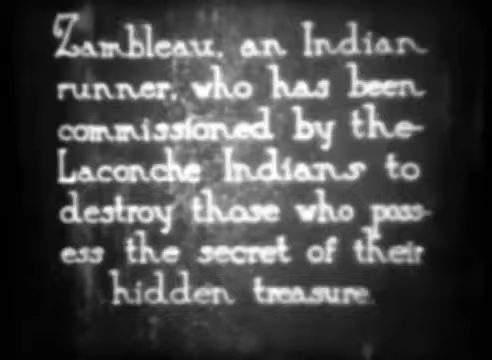 Zambleau, an Indian
runner, who has been
commissioned by the
Laconche Indians to
destroy those who poss-
ess the secret of their
hidden treasure.